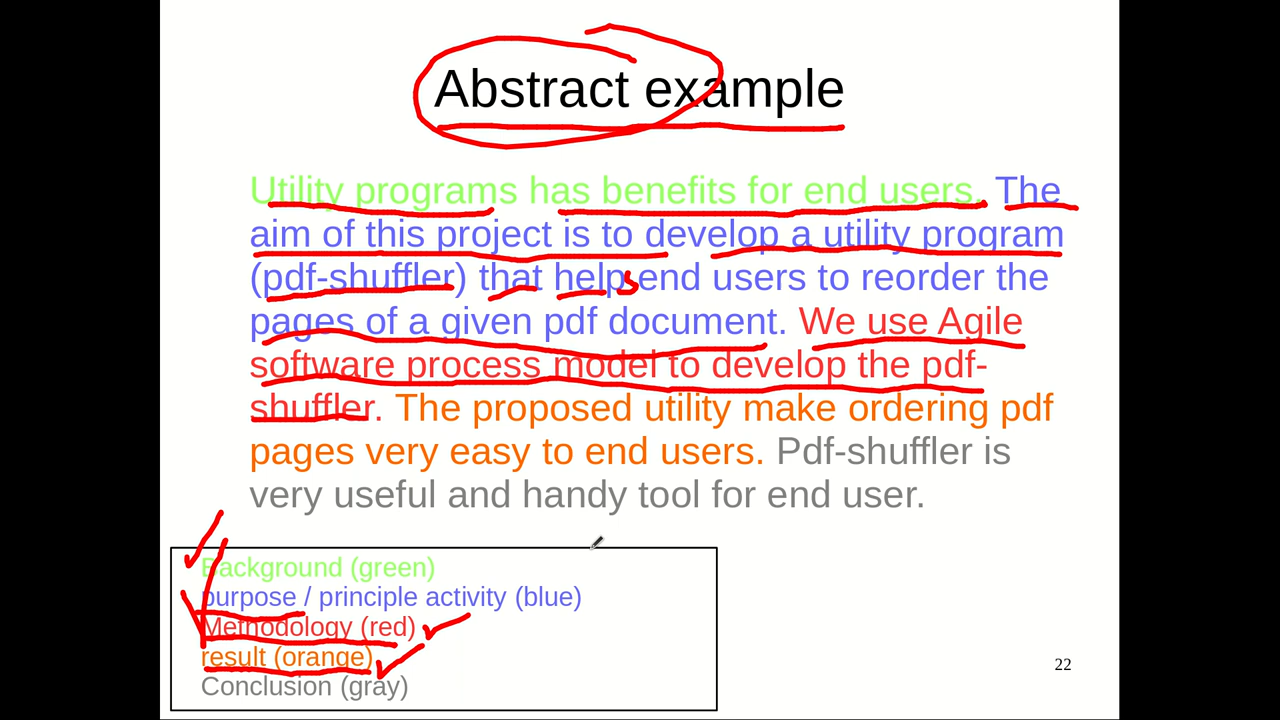 Abstract example
Utility programs has benefits for end users. The
aim of this project is to develop a utility program
(pdf-shuffler) that helps end users to reorder the
pages of a given pdf document. We use Agile
software process model to develop the pdf-
shuffler. The proposed utility make ordering pdf
pages very easy to end users. Pdf-shuffler is
very useful and handy tool for end user.
Background (green)
purpose / principle activity (blue)
Methodology (red)
result (orange)
Conclusion (gray)
22